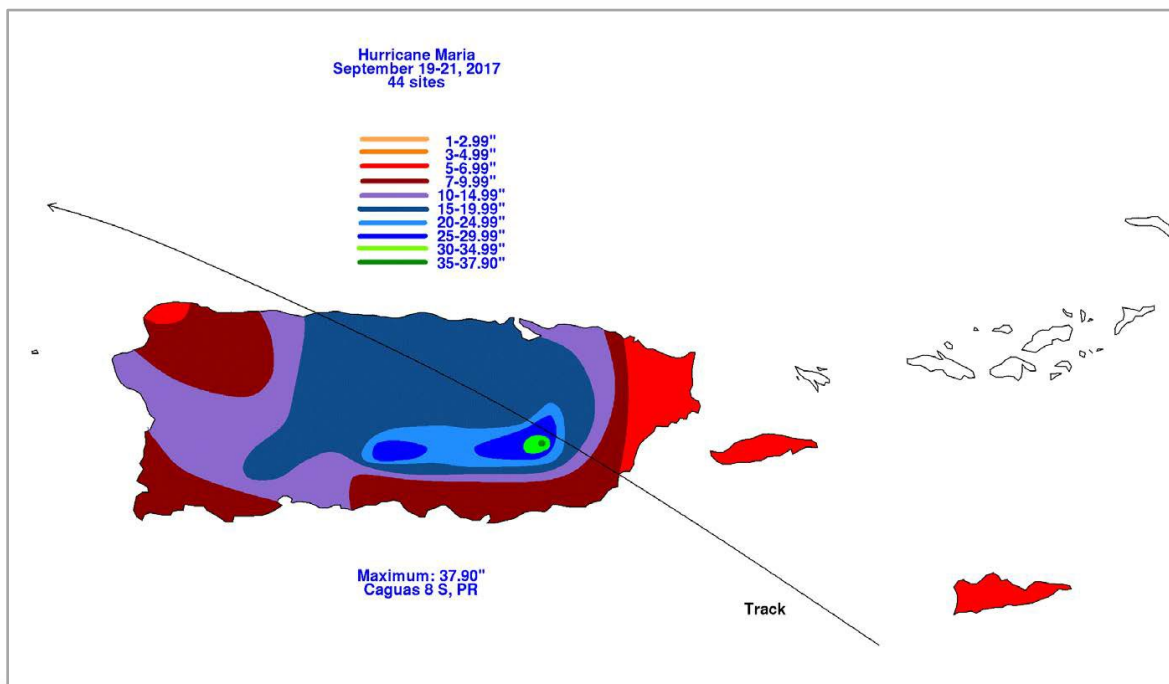 Hurricane Maria
September 19-21, 2017
44 sites
1-2.99"
3-4.99"
5-6.99"
7-9.99"
10-14.99"
15-19.99"
20-24.99"
25-29.99"
30-34.99"
35-37.90"
Maximum: 37.90"
Caguas 8 S, PR
Track